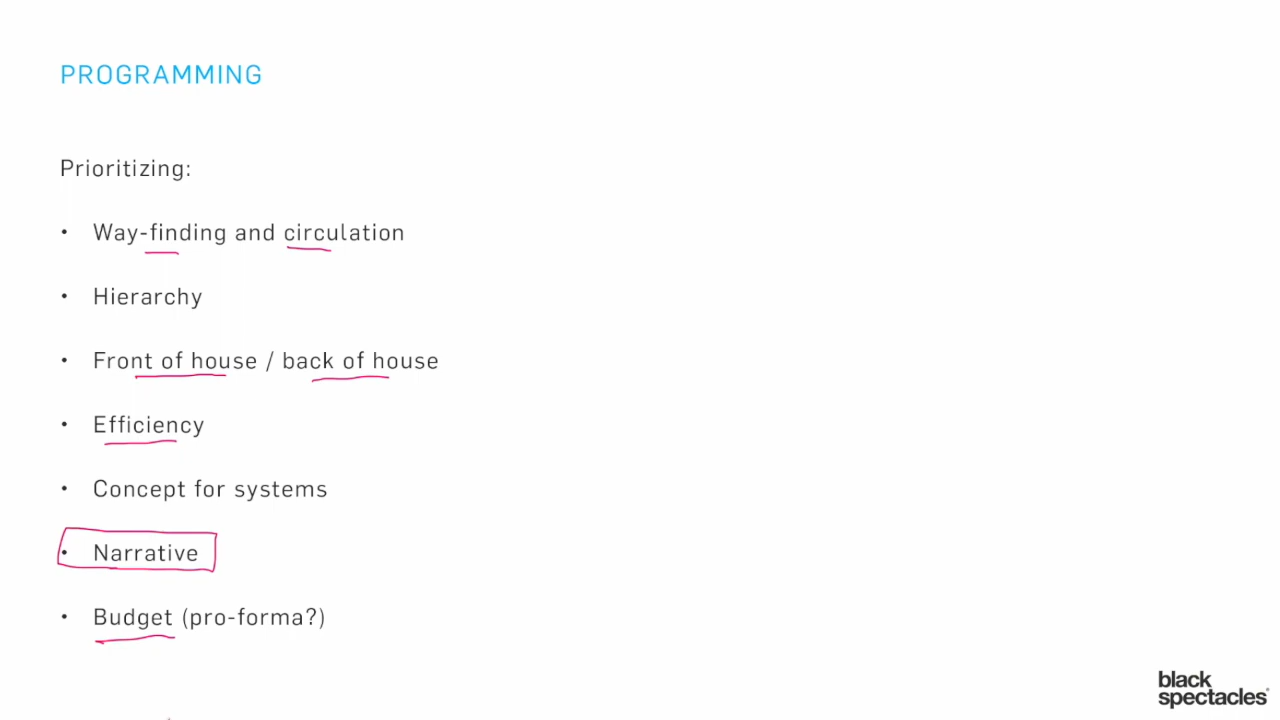 PROGRAMMING
Prioritizing:
• Way-finding and circulation
• Hierarchy
• Front of house / back of house
• Efficiency
• Concept for systems
• Narrative
• Budget (pro-forma?)
black
spectacles®